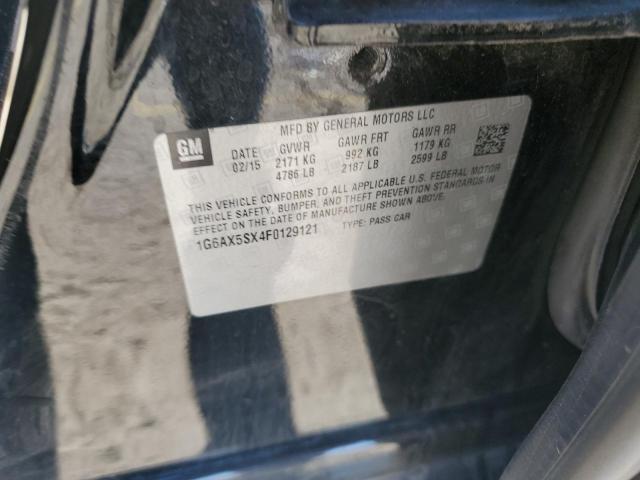 GM
MFD BY GENERAL MOTORS LLC
DATE GVWR GAWR FRT GAWR RR
02/15 2171 KG 992 KG 1179 KG
4786 LB 2187 LB 2599 LB
THIS VEHICLE CONFORMS TO ALL APPLICABLE U.S. FEDERAL MOTOR
VEHICLE SAFETY, BUMPER, AND THEFT PREVENTION STANDARDS IN
EFFECT ON THE DATE OF MANUFACTURE SHOWN ABOVE.
1G6AX5SX4F0129121 TYPE: PASS CAR